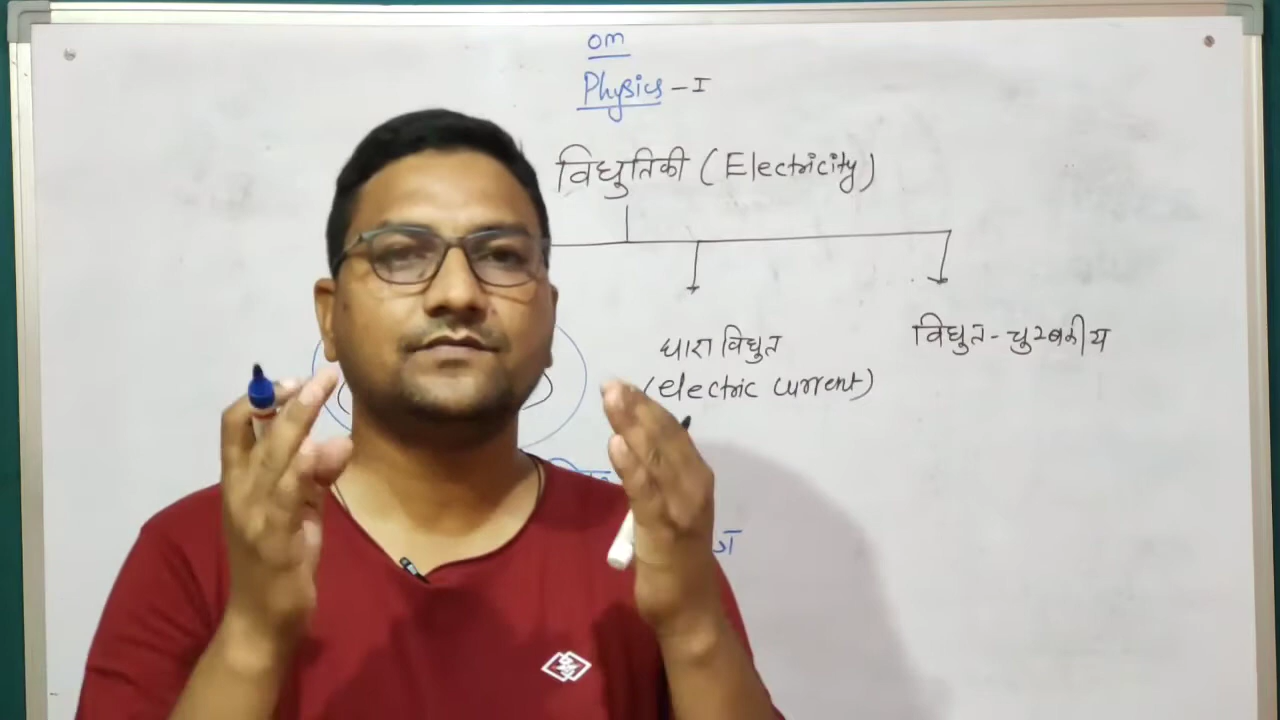 om
Physics - I
विधुतिकी ( Electricity )
धारा विधुत
( electric current )
विधुत - चुम्बकीय